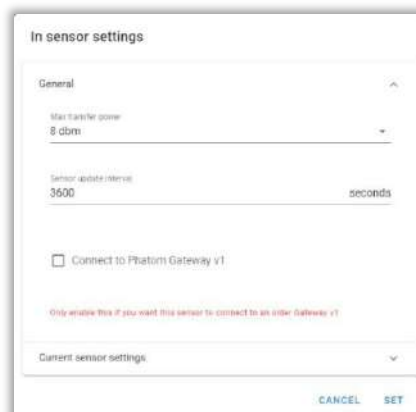 In sensor settings
General
Max transfer power
8 dbm
Sensor update interval
3600 seconds
Connect to Phatom Gateway v1
Only enable this if you want this sensor to connect to an older Gateway v1
Current sensor settings
CANCEL SET